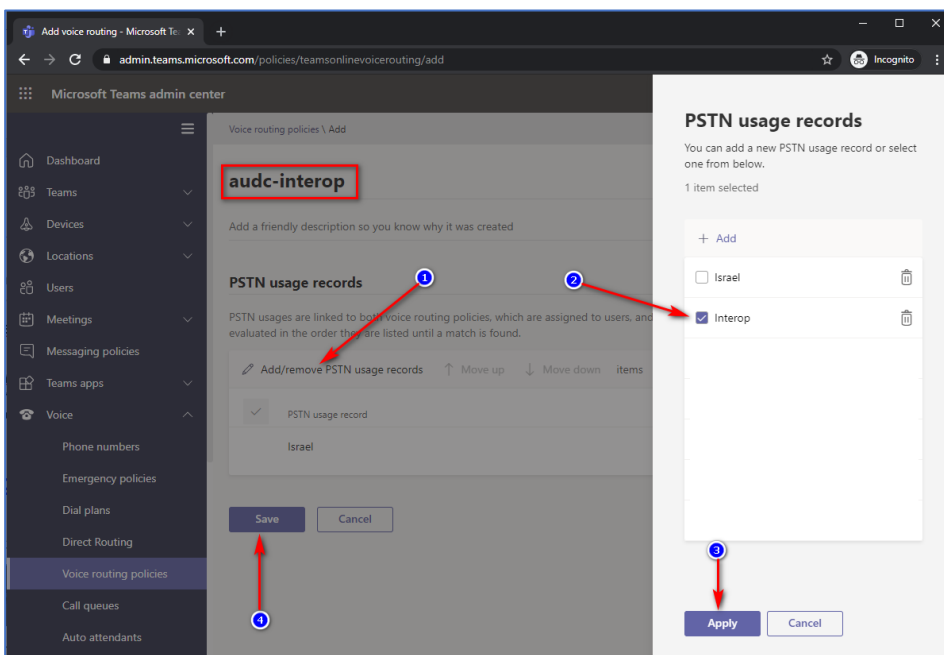 Add voice routing - Microsoft Te
admin.teams.microsoft.com/policies/teamsonlinevoicerouting/add
Incognito
Microsoft Teams admin center
Dashboard
Teams
Devices
Locations
Users
Meetings
Messaging policies
Teams apps
Voice
Phone numbers
Emergency policies
Dial plans
Direct Routing
Voice routing policies
Call queues
Auto attendants
Voice routing policies \ Add
audc-interop
Add a friendly description so you know why it was created
PSTN usage records
1
PSTN usages are linked to both voice routing policies, which are assigned to users, and
evaluated in the order they are listed until a match is found.
Add/remove PSTN usage records Move up Move down items
PSTN usage record
Israel
Save Cancel
4
PSTN usage records
You can add a new PSTN usage record or select
one from below.
1 item selected
+ Add
Israel
2
Interop
3
Apply Cancel